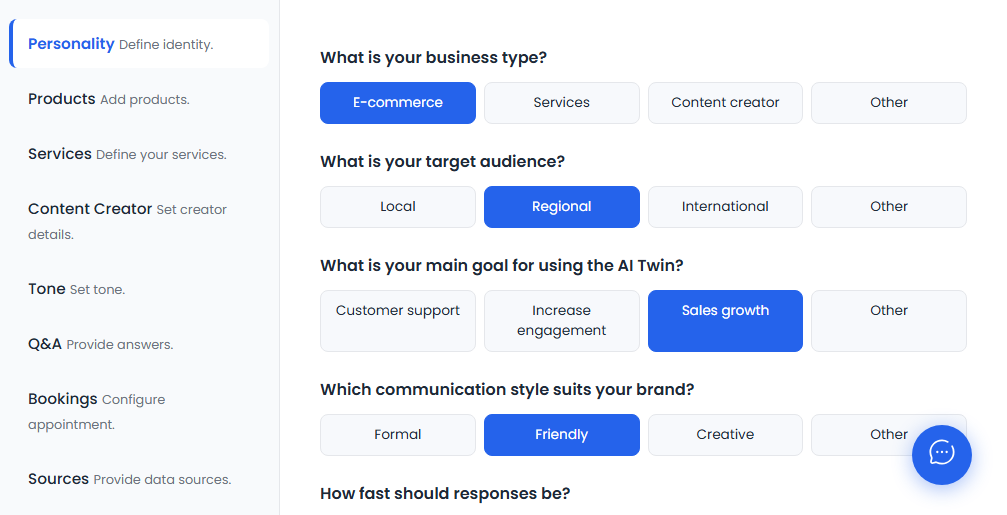 Personality Define identity.
Products Add products.
Services Define your services.
Content Creator Set creator
details.
Tone Set tone.
Q&A Provide answers.
Bookings Configure
appointment.
Sources Provide data sources.
What is your business type?
E-commerce Services Content creator Other
What is your target audience?
Local Regional International Other
What is your main goal for using the AI Twin?
Customer support Increase Sales growth Other
engagement
Which communication style suits your brand?
Formal Friendly Creative Other
How fast should responses be?